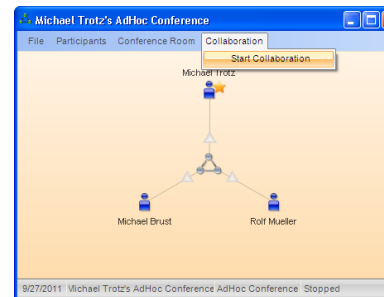 Michael Trotz's AdHoc Conference
File Participants Conference Room Collaboration
Start Collaboration
Michael Trotz
Michael Brust Rolf Mueller
9/27/2011 Michael Trotz's AdHoc Conference AdHoc Conference Stopped